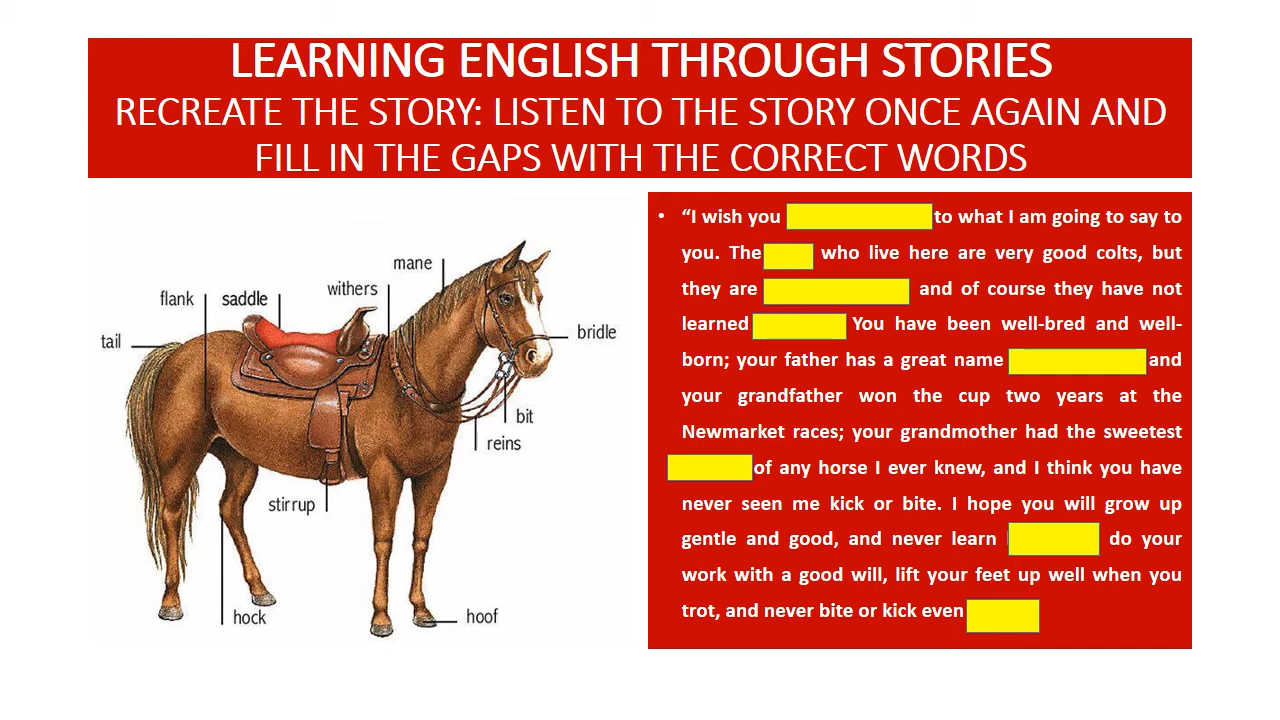 LEARNING ENGLISH THROUGH STORIES
RECREATE THE STORY: LISTEN TO THE STORY ONCE AGAIN AND
FILL IN THE GAPS WITH THE CORRECT WORDS
mane
flank
saddle
withers
tail
bridle
bit
reins
stirrup
hock
hoof
• “I wish you to what I am going to say to
you. The who live here are very good colts, but
they are and of course they have not
learned You have been well-bred and well-
born; your father has a great name and
your grandfather won the cup two years at the
Newmarket races; your grandmother had the sweetest
of any horse I ever knew, and I think you have
never seen me kick or bite. I hope you will grow up
gentle and good, and never learn do your
work with a good will, lift your feet up well when you
trot, and never bite or kick even